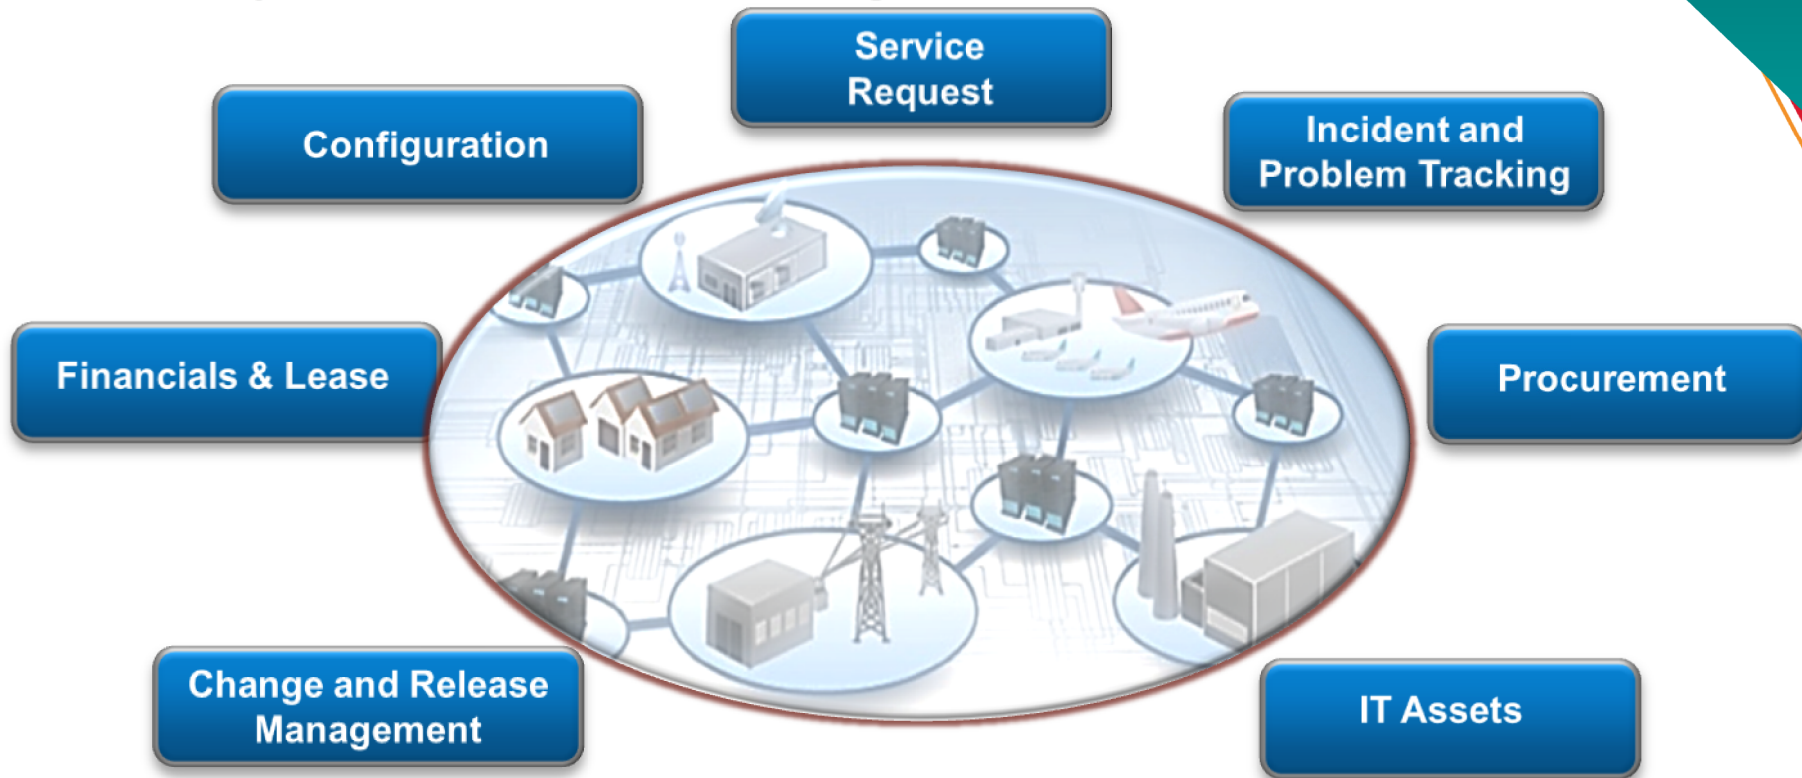 Service
Request
Configuration
Incident and
Problem Tracking
Financials & Lease
Procurement
Change and Release
Management
IT Assets